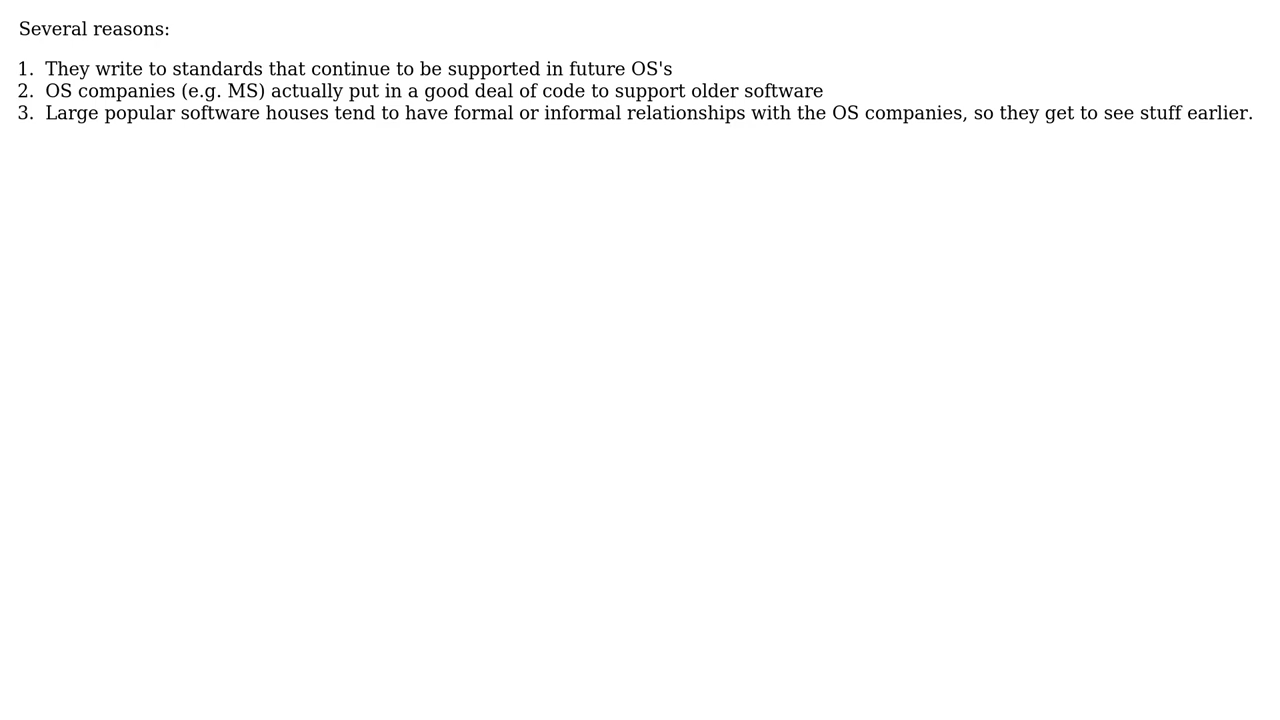 Several reasons:
1. They write to standards that continue to be supported in future OS's
2. OS companies (e.g. MS) actually put in a good deal of code to support older software
3. Large popular software houses tend to have formal or informal relationships with the OS companies, so they get to see stuff earlier.